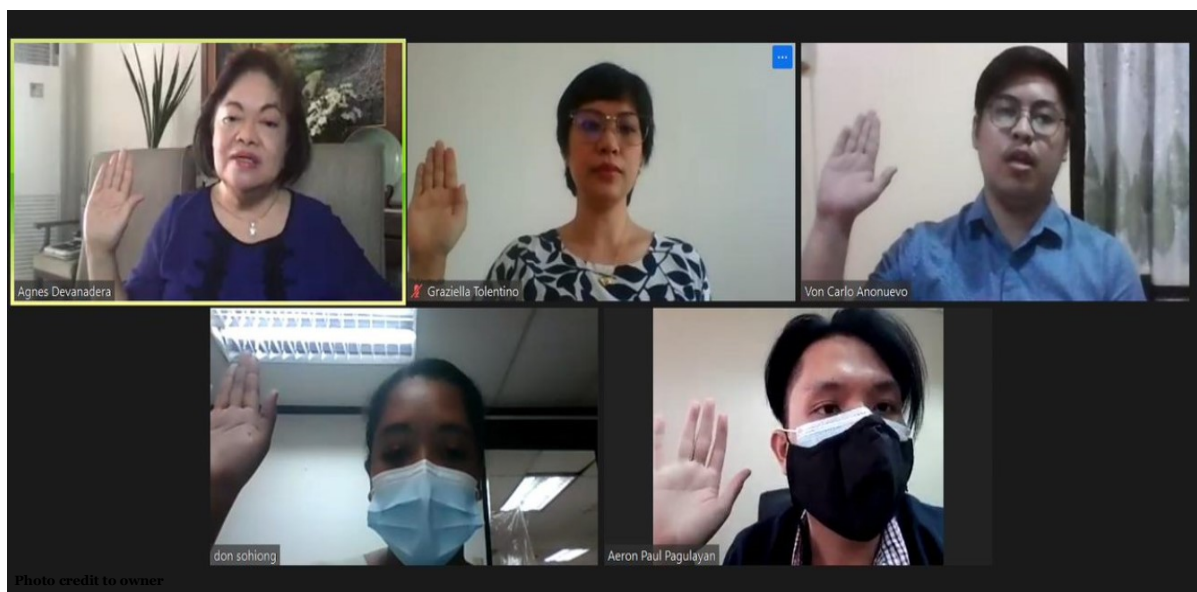 Agnes Devanadera
Graziella Tolentino
Von Carlo Anonuevo
don sohiong
Aeron Paul Pagulayan
Photo credit to owner